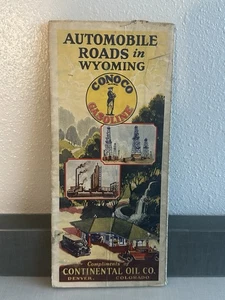 AUTOMOBILE
ROADS in
WYOMING
CONOCO
GASOLINE
Compliments
CONTINENTAL OIL CO.
DENVER, COLORADO